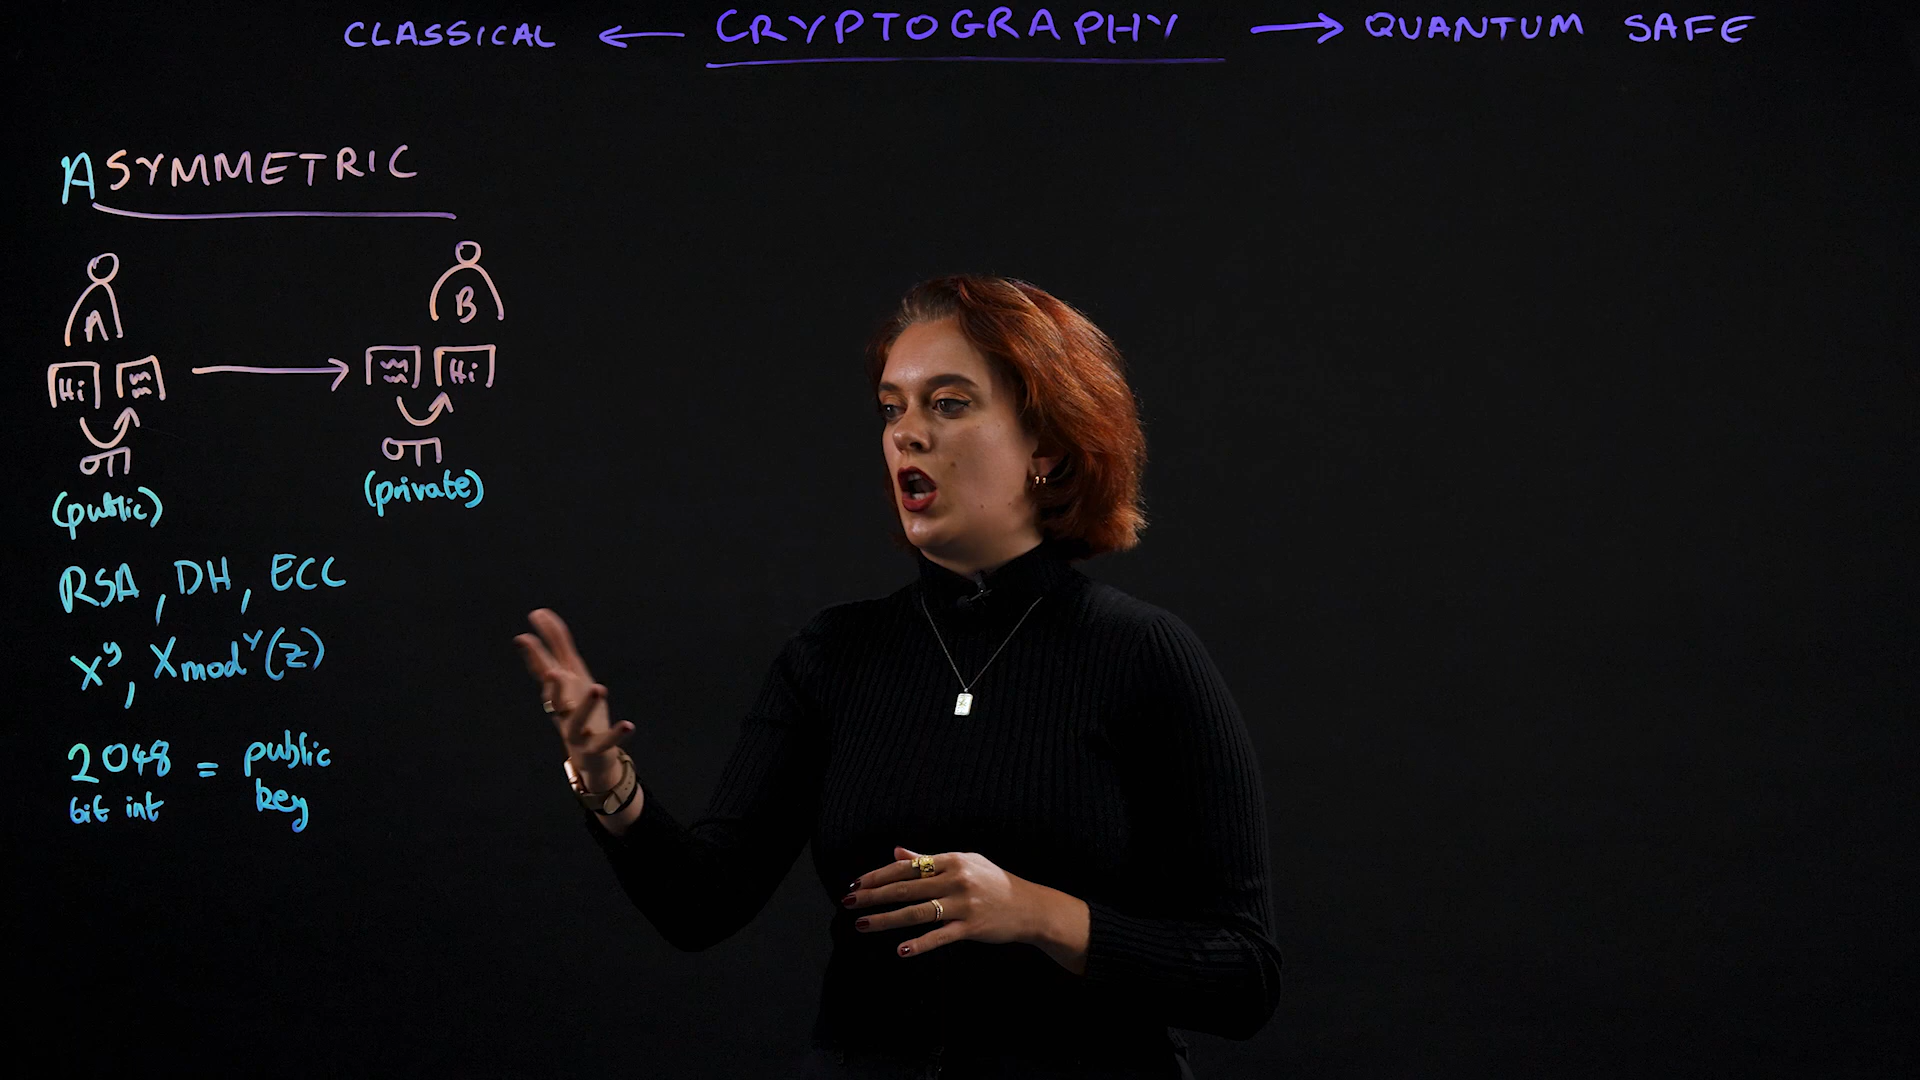 CLASSICAL ← CRYPTOGRAPHY → QUANTUM SAFE
ASYMMETRIC
A B
Hi Hi
(public) (private)
RSA, DH, ECC
x^y, Xmod^y(z)
2048 = public
bit int key